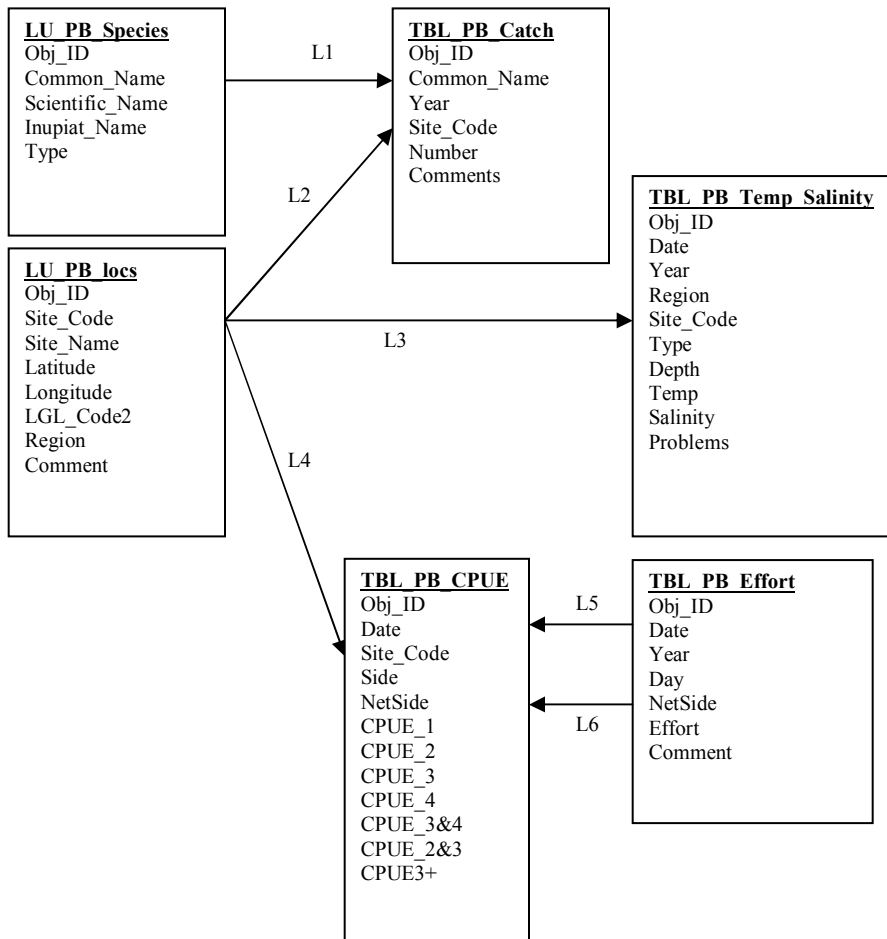 LU_PB_Species
Obj_ID
Common_Name
Scientific_Name
Inupiat_Name
Type
L1
TBL_PB_Catch
Obj_ID
Common_Name
Year
Site_Code
Number
Comments
L2
LU_PB_locs
Obj_ID
Site_Code
Site_Name
Latitude
Longitude
LGL_Code2
Region
Comment
L3
TBL_PB_Temp_Salinity
Obj_ID
Date
Year
Region
Site_Code
Type
Depth
Temp
Salinity
Problems
L4
TBL_PB_CPUE
Obj_ID
Date
Site_Code
Side
NetSide
CPUE_1
CPUE_2
CPUE_3
CPUE_4
CPUE_3&4
CPUE_2&3
CPUE3+
L5
L6
TBL_PB_Effort
Obj_ID
Date
Year
Day
NetSide
Effort
Comment